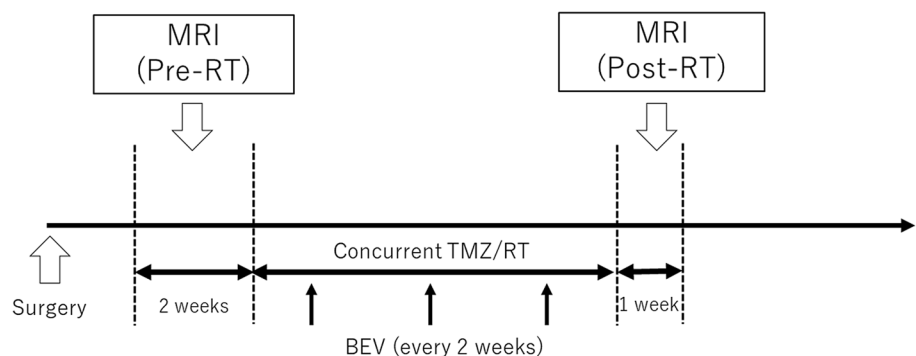 MRI
(Pre-RT)
MRI
(Post-RT)
Concurrent TMZ/RT
Surgery
2 weeks
1 week
BEV (every 2 weeks)